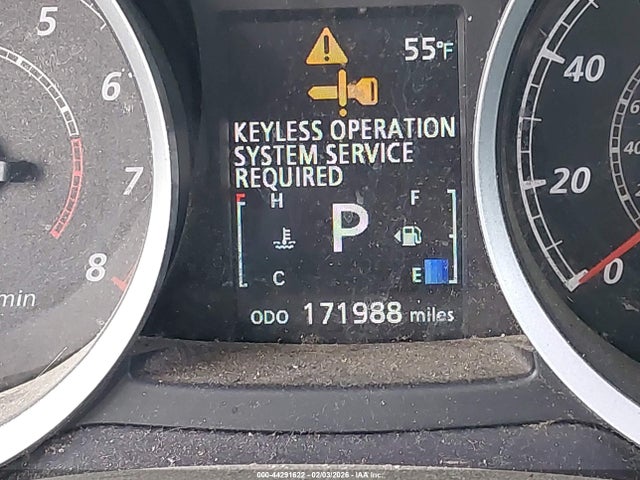 5
6
7
8
min
55°F
KEYLESS OPERATION
SYSTEM SERVICE
REQUIRED
H F
P
C E
ODO 171988 miles
40
20
0
60
40
000-44291622 - 02/03/2026 - IAA Inc.